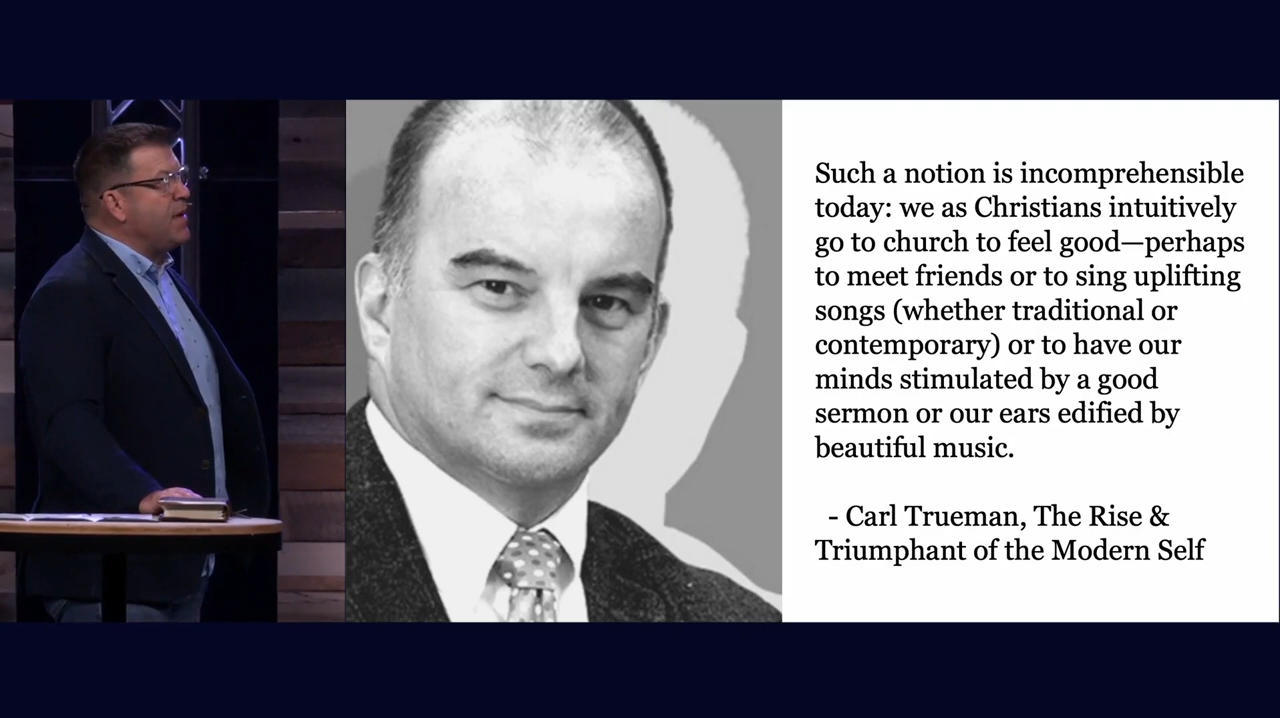 Such a notion is incomprehensible
today: we as Christians intuitively
go to church to feel good—perhaps
to meet friends or to sing uplifting
songs (whether traditional or
contemporary) or to have our
minds stimulated by a good
sermon or our ears edified by
beautiful music.
- Carl Trueman, The Rise &
Triumphant of the Modern Self